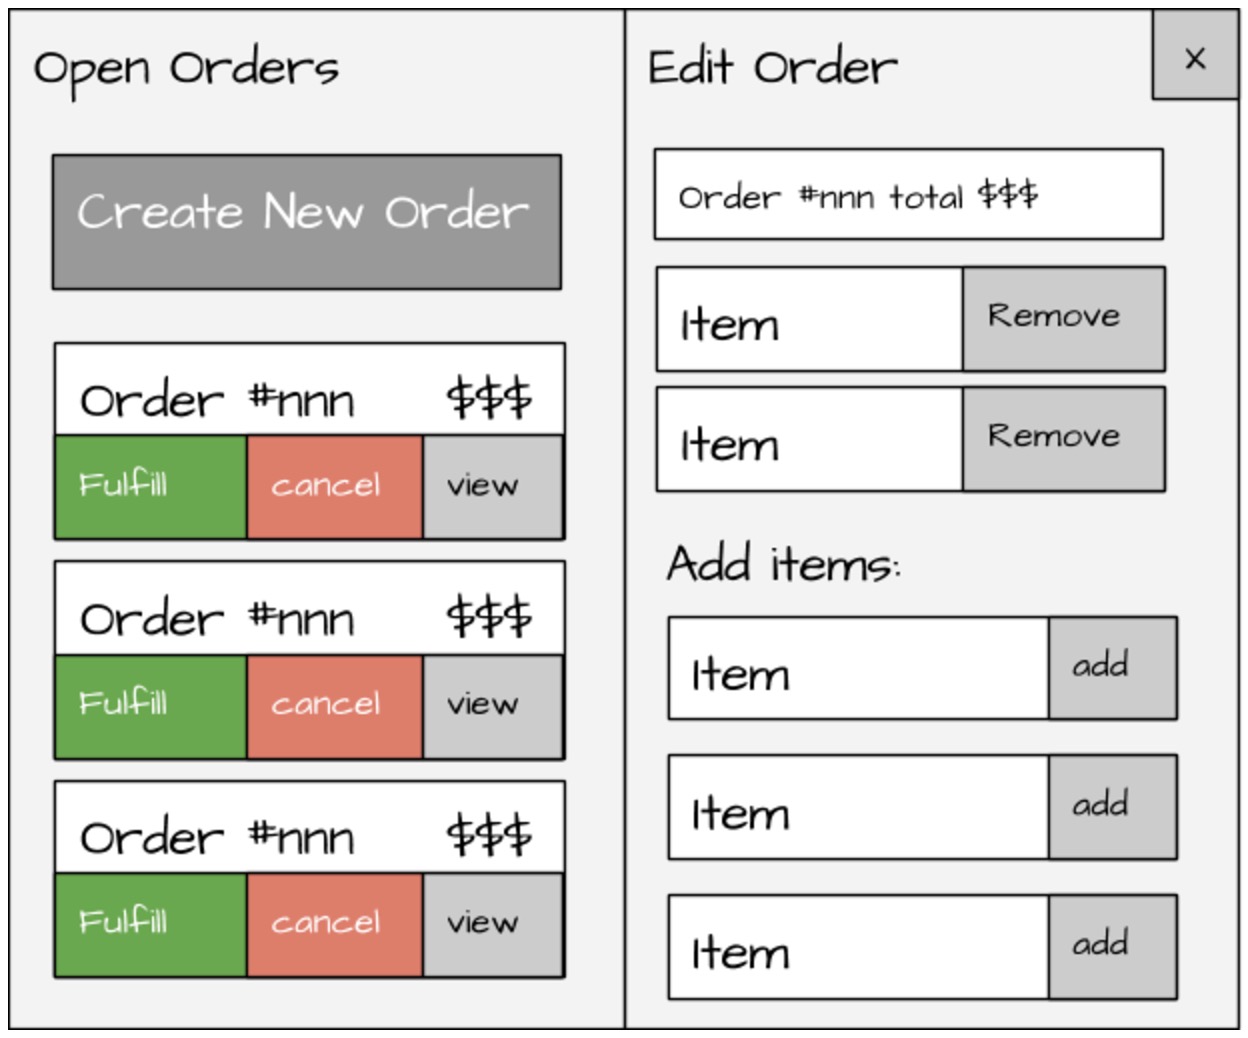 Open Orders
Create New Order
Order #nnn $$$
Fulfill cancel view
Order #nnn $$$
Fulfill cancel view
Order #nnn $$$
Fulfill cancel view
Edit Order
x
Order #nnn total $$$
Item Remove
Item Remove
Add items:
Item add
Item add
Item add